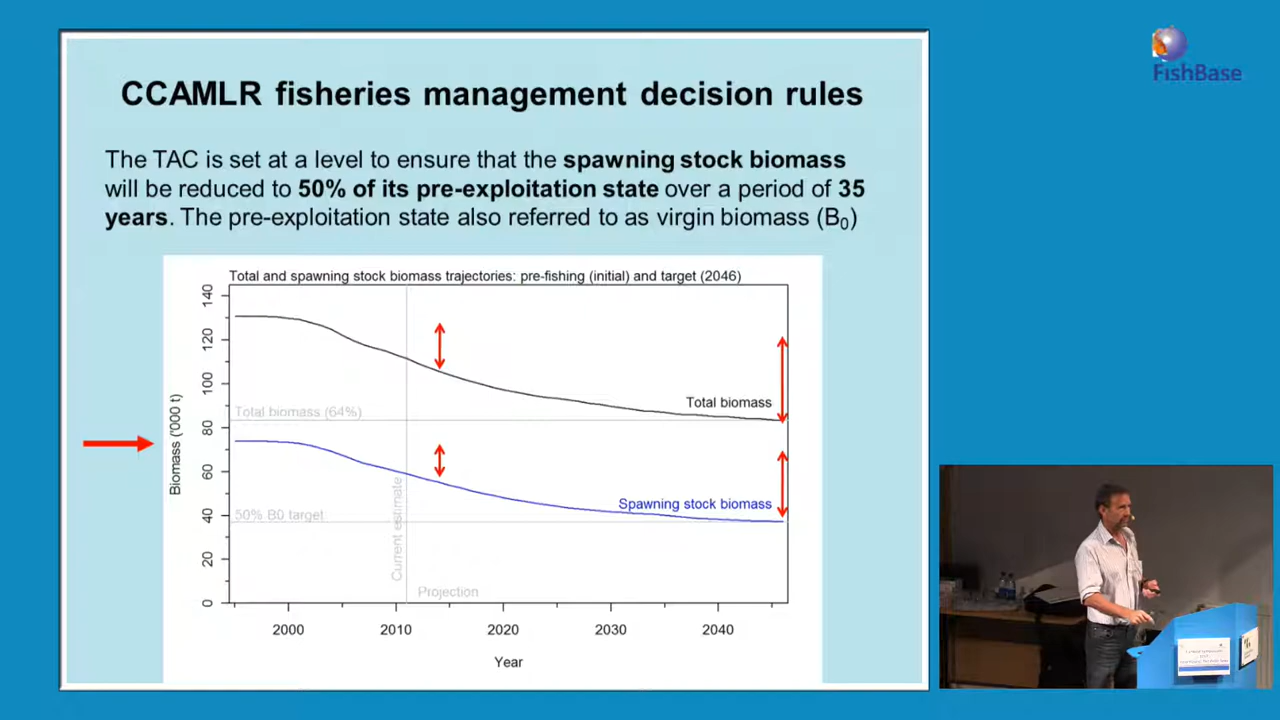 FishBase
CCAMLR fisheries management decision rules
The TAC is set at a level to ensure that the spawning stock biomass
will be reduced to 50% of its pre-exploitation state over a period of 35
years. The pre-exploitation state also referred to as virgin biomass (B₀)
Total and spawning stock biomass trajectories: pre-fishing (initial) and target (2046)
140
120
100
80
60
40
20
0
Biomass ('000 t)
Total biomass
Total biomass (64%)
Spawning stock biomass
50% B0 target
Current estimate
Projection
2000
2010
2020
2030
2040
Year